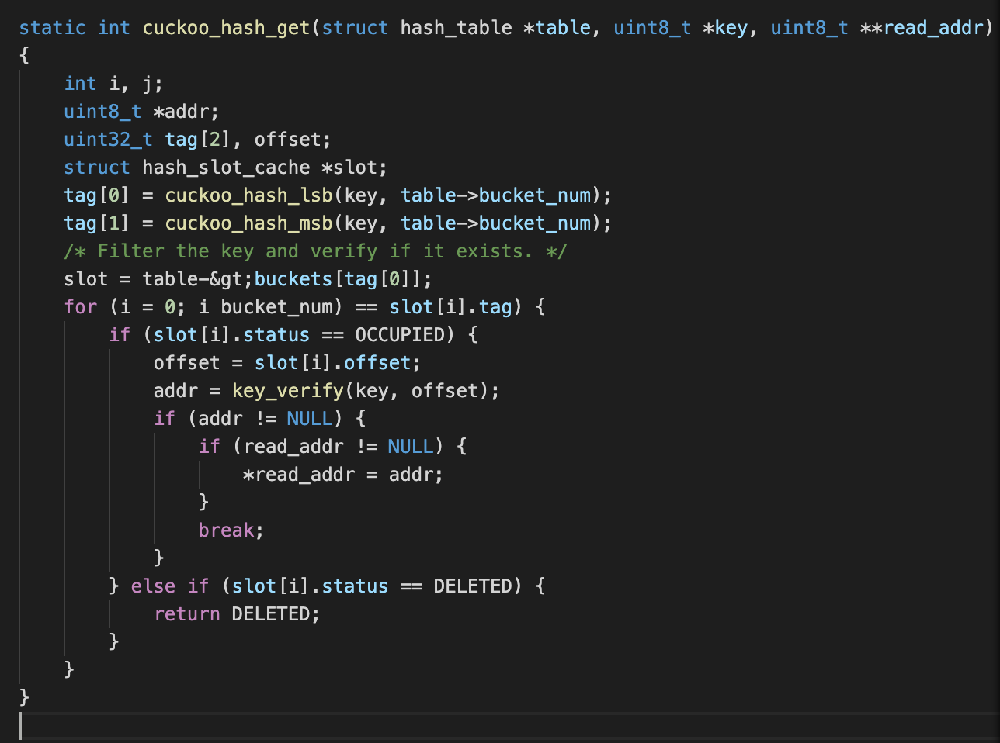 static int cuckoo_hash_get(struct hash_table *table, uint8_t *key, uint8_t **read_addr)
{
    int i, j;
    uint8_t *addr;
    uint32_t tag[2], offset;
    struct hash_slot_cache *slot;
    tag[0] = cuckoo_hash_lsb(key, table->bucket_num);
    tag[1] = cuckoo_hash_msb(key, table->bucket_num);
    /* Filter the key and verify if it exists. */
    slot = table-&gt;buckets[tag[0]];
    for (i = 0; i bucket_num) == slot[i].tag) {
        if (slot[i].status == OCCUPIED) {
            offset = slot[i].offset;
            addr = key_verify(key, offset);
            if (addr != NULL) {
                if (read_addr != NULL) {
                    *read_addr = addr;
                }
                break;
            }
        } else if (slot[i].status == DELETED) {
            return DELETED;
        }
    }
}